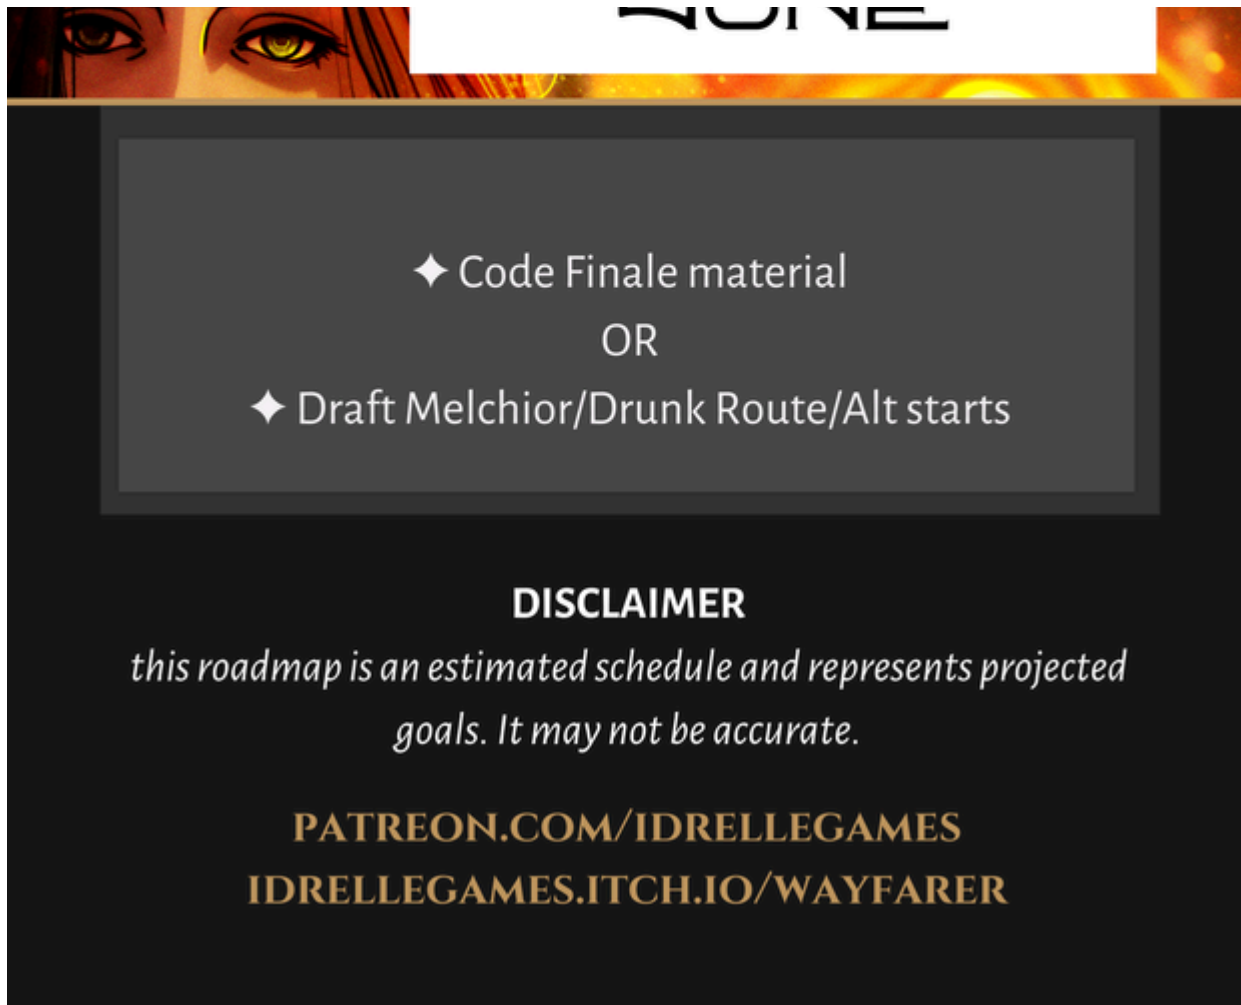 ✦ Code Finale material
OR
✦ Draft Melchior/Drunk Route/Alt starts
DISCLAIMER
this roadmap is an estimated schedule and represents projected
goals. It may not be accurate.
PATREON.COM/IDRELLEGAMES
IDRELLEGAMES.ITCH.IO/WAYFARER